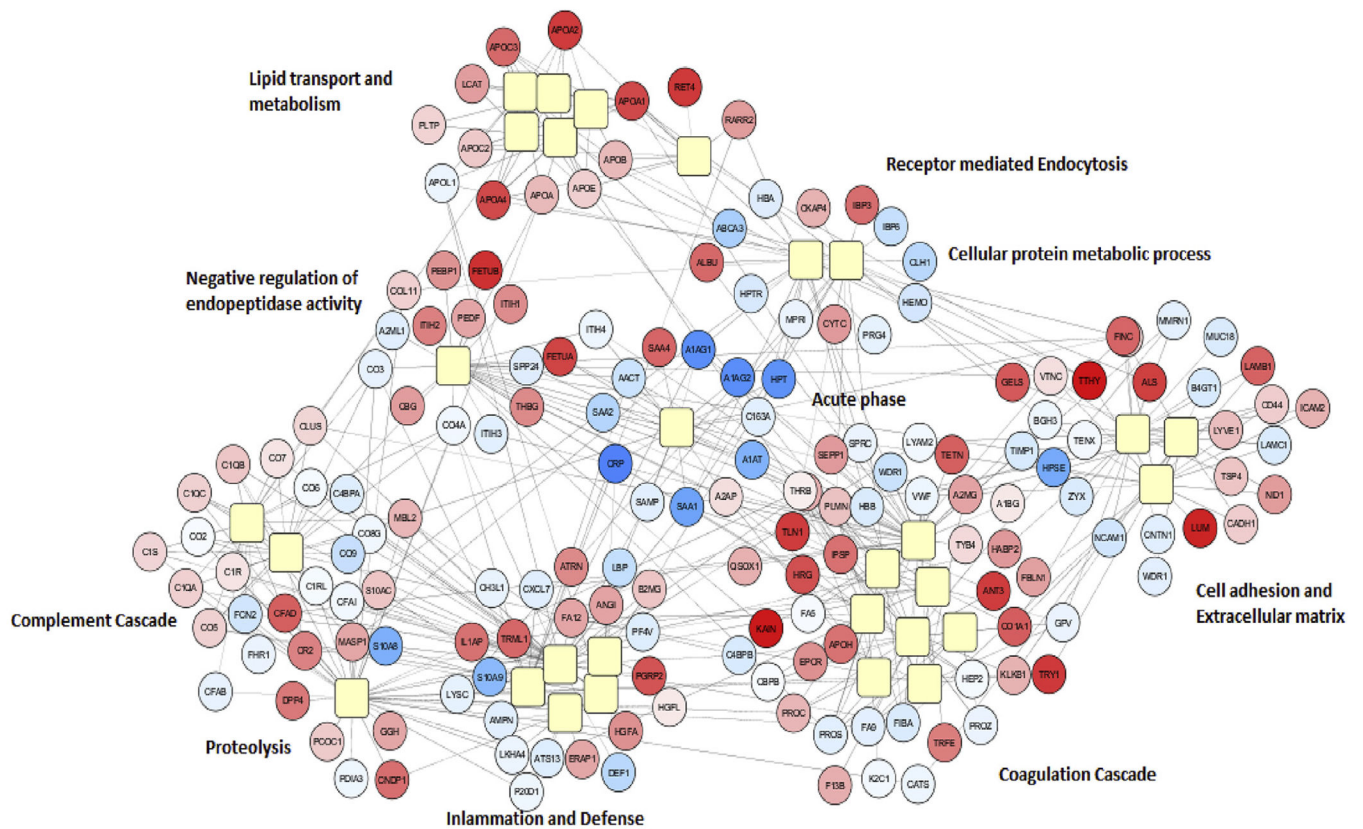 APOA2
APOC3
Lipid transport and
metabolism
LCAT
RET4
APOA1
PLTP
RARR2
APOC2
APOB
Receptor mediated Endocytosis
APOL1
APOE
APOA4
APOA
HBA
CKAP4
IBP3
IBP6
ABCA3
Cellular protein metabolic process
ALBU
CLH1
Negative regulation of
endopeptidase activity
PEBP1
FETUB
COL11
ITIH1
HPTR
HEMO
ITIH2
PEDF
A2ML1
ITIH4
MPRI
CYTC
PRG4
MMRN1
MUC18
FINC
SAA4
A1AG1
CO3
SPP24
FETUA
AACT
A1AG2
HPT
GELS
VTNC
TTHY
ALS
LAMB1
B4GT1
CBG
THBG
SAA2
C163A
Acute phase
CD44
ICAM2
CLUS
CO4A
ITIH3
BGH3
TENX
LYVE1
LAMC1
C1QB
CO7
CRP
A1AT
SEPP1
SPRC
LYAM2
TETN
TIMP1
HPSE
WDR1
TSP4
C1QC
CO6
C4BPA
SAMP
SAA1
A2AP
THRB
PLMN
HBB
VWF
A2MG
A1BG
ZYX
NID1
MBL2
CO2
CO8G
TLN1
LUM
CADH1
C1S
CO9
IPSP
TYB4
HABP2
NCAM1
CNTN1
C1QA
C1R
C1RL
S10AC
ATRN
LBP
QSOX1
HRG
FBLN1
WDR1
CFAI
CH3L1
CXCL7
ANGI
B2MG
ANT3
Cell adhesion and
Extracellular matrix
Complement Cascade
FCN2
CFAD
FA12
FA5
CO5
KAIN
CO1A1
GPV
FHR1
CR2
MASP1
S10A8
IL1AP
TRML1
PF4V
C4BPB
EPCR
APOH
CFAB
S10A9
PGRP2
CBPB
HEP2
KLKB1
TRY1
DPP4
LYSC
HGFL
PROC
Proteolysis
PCOC1
GGH
AMPN
HGFA
PROS
FA9
FIBA
PROZ
TRFE
LKHA4
ATS13
ERAP1
DEF1
PDIA3
CNDP1
Coagulation Cascade
P20D1
F13B
K2C1
CATS
Inlammation and Defense